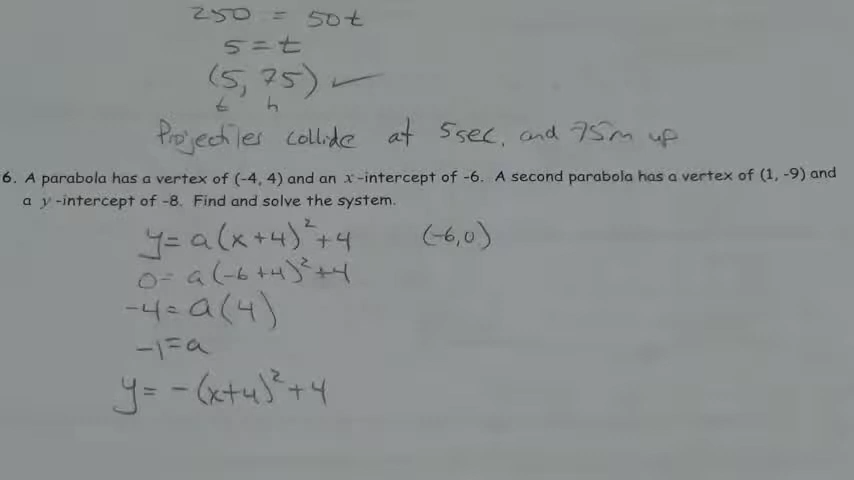 250 = 50t
5 = t
(5, 75) ✓
t h
Projectiles collide at 5 sec, and 75m up
6. A parabola has a vertex of (-4, 4) and an x-intercept of -6. A second parabola has a vertex of (1, -9) and
a y-intercept of -8. Find and solve the system.
y = a(x+4)² + 4 (-6,0)
0 = a(-6+4)² + 4
-4 = a(4)
-1 = a
y = -(x+4)² + 4